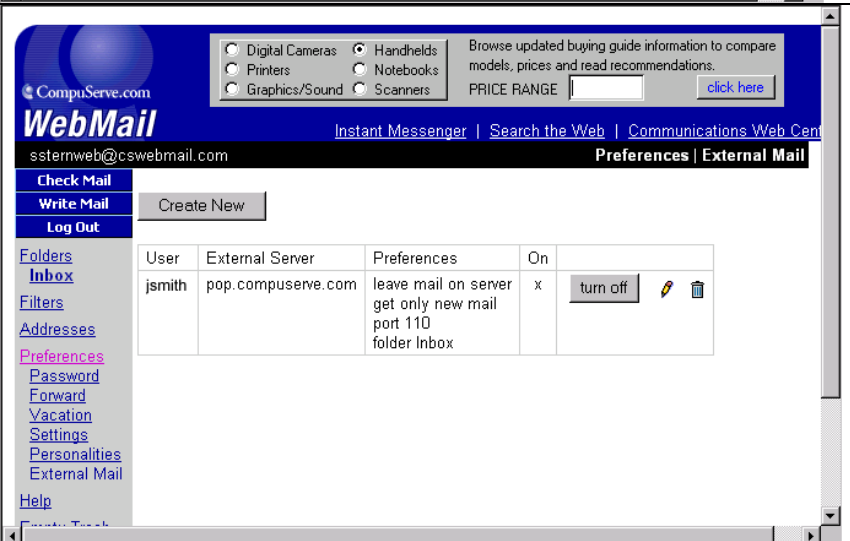 Digital Cameras Handhelds
Printers Notebooks
Graphics/Sound Scanners
Browse updated buying guide information to compare
models, prices and read recommendations.
PRICE RANGE click here
CompuServe.com
WebMail
Instant Messenger | Search the Web | Communications Web Cent
ssternweb@cswebmail.com
Preferences | External Mail
Check Mail
Write Mail
Log Out
Folders
Inbox
Filters
Addresses
Preferences
Password
Forward
Vacation
Settings
Personalities
External Mail
Help
Empty Trash
Create New
User External Server Preferences On
jsmith pop.compuserve.com leave mail on server x turn off
get only new mail
port 110
folder Inbox